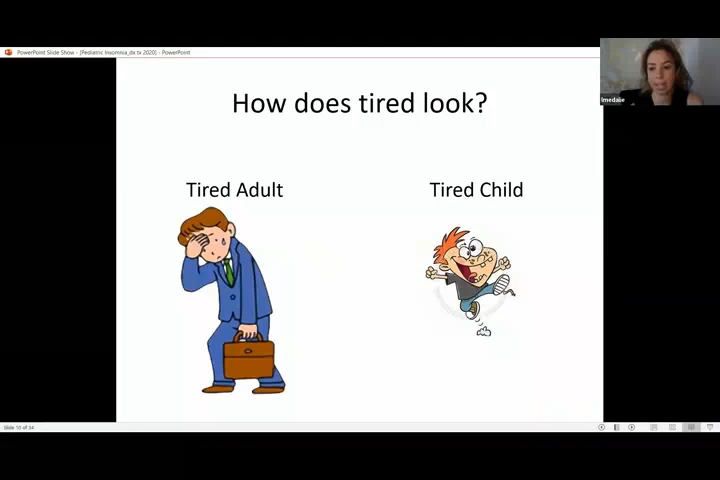 PowerPoint Slide Show - [Pediatric Insomnia_dx tx 2020] - PowerPoint
lmedaie
How does tired look?
Tired Adult
Tired Child
Slide 10 of 34